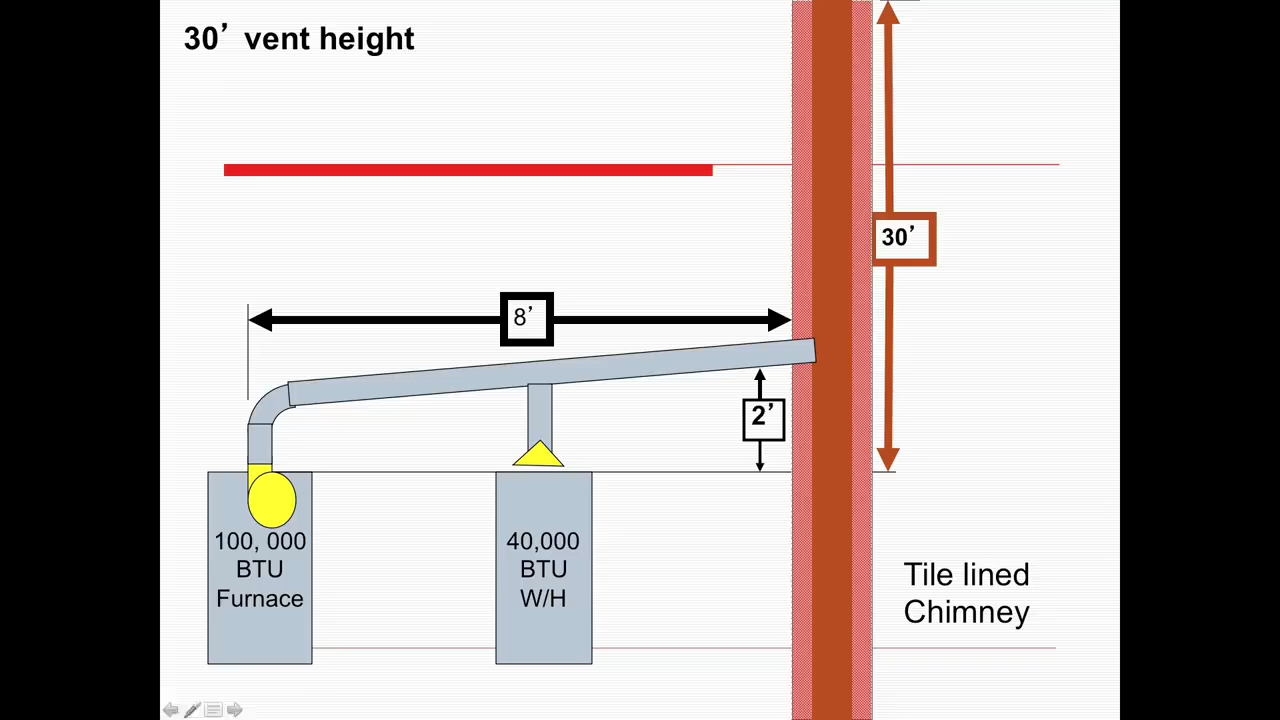 30’ vent height
30’
8’
2’
100, 000
BTU
Furnace
40,000
BTU
W/H
Tile lined
Chimney